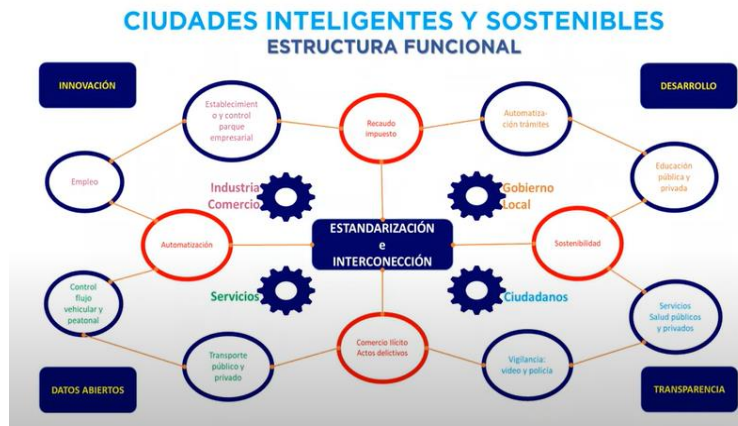 CIUDADES INTELIGENTES Y SOSTENIBLES
ESTRUCTURA FUNCIONAL
INNOVACIÓN
DESARROLLO
Establecimient
o y control
parque
empresarial
Recaudo
impuesto
Automatiza-
ción trámites
Empleo
Educación
pública y
privada
Industria
Comercio
Gobierno
Local
Automatización
ESTANDARIZACIÓN
e
INTERCONECCIÓN
Sostenibilidad
Control
flujo
vehicular y
peatonal
Servicios
Ciudadanos
Servicios
Salud públicos
y privados
Transporte
público y
privado
Comercio Ilícito
Actos delictivos
Vigilancia:
video y policía
DATOS ABIERTOS
TRANSPARENCIA